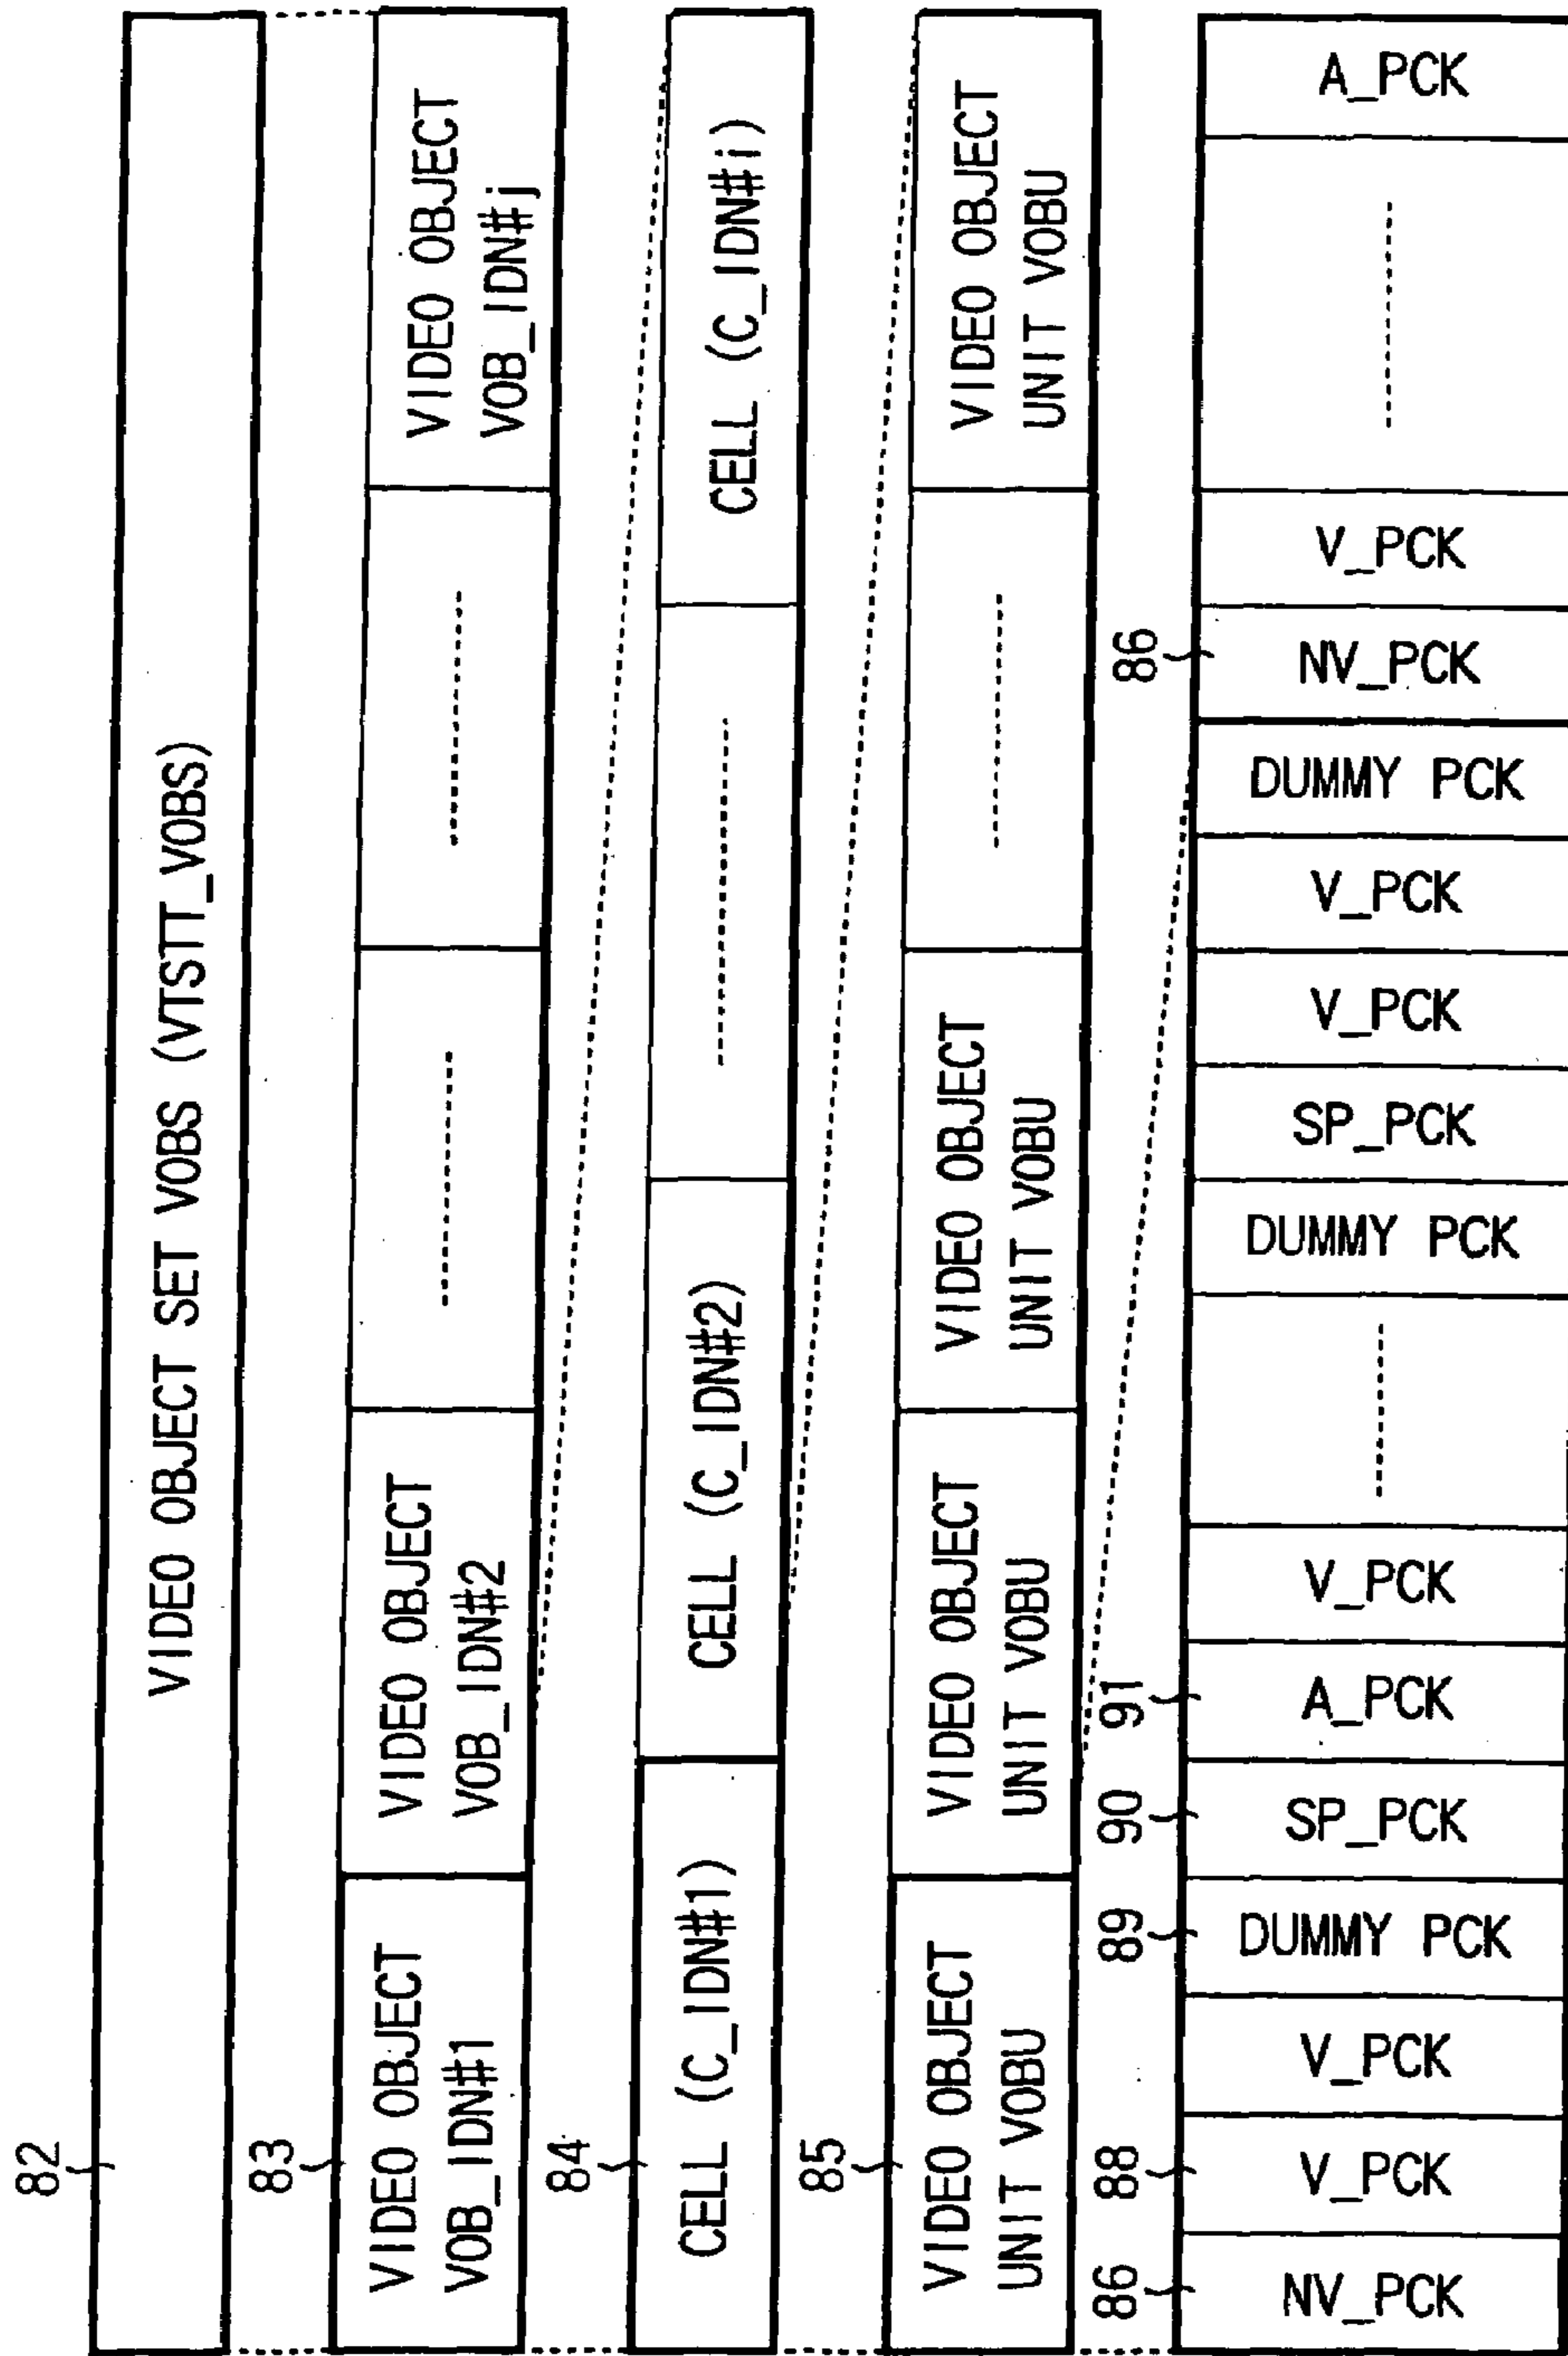 82
VIDEO OBJECT SET VOBS (VTSTT_VOBS)
83
VIDEO OBJECT
VOB_IDN#1
VIDEO OBJECT
VOB_IDN#2
VIDEO OBJECT
VOB_IDN#j
84
CELL (C_IDN#1)
CELL (C_IDN#2)
CELL (C_IDN#i)
85
VIDEO OBJECT
UNIT VOBU
VIDEO OBJECT
UNIT VOBU
VIDEO OBJECT
UNIT VOBU
VIDEO OBJECT
UNIT VOBU
86
88
89
90
91
86
NV_PCK
V_PCK
V_PCK
DUMMY PCK
SP_PCK
A_PCK
V_PCK
DUMMY PCK
SP_PCK
V_PCK
V_PCK
DUMMY PCK
NV_PCK
V_PCK
A_PCK